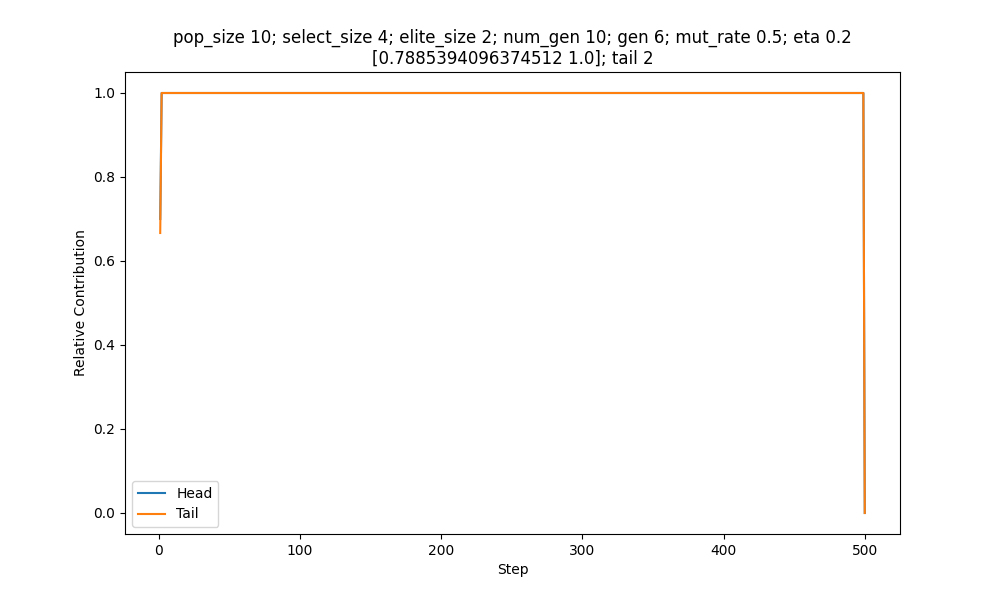 pop_size 10; select_size 4; elite_size 2; num_gen 10; gen 6; mut_rate 0.5; eta 0.2
[0.7885394096374512 1.0]; tail 2
1.0
0.8
0.6
0.4
0.2
0.0
Relative Contribution
Head
Tail
0
100
200
300
400
500
Step